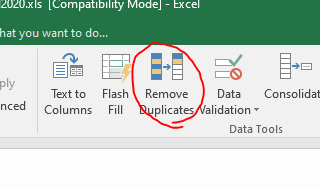 2020.xls [Compatibility Mode] - Excel
hat you want to do...
Text to Columns
Flash Fill
Remove Duplicates
Data Validation
Consolidat
Data Tools